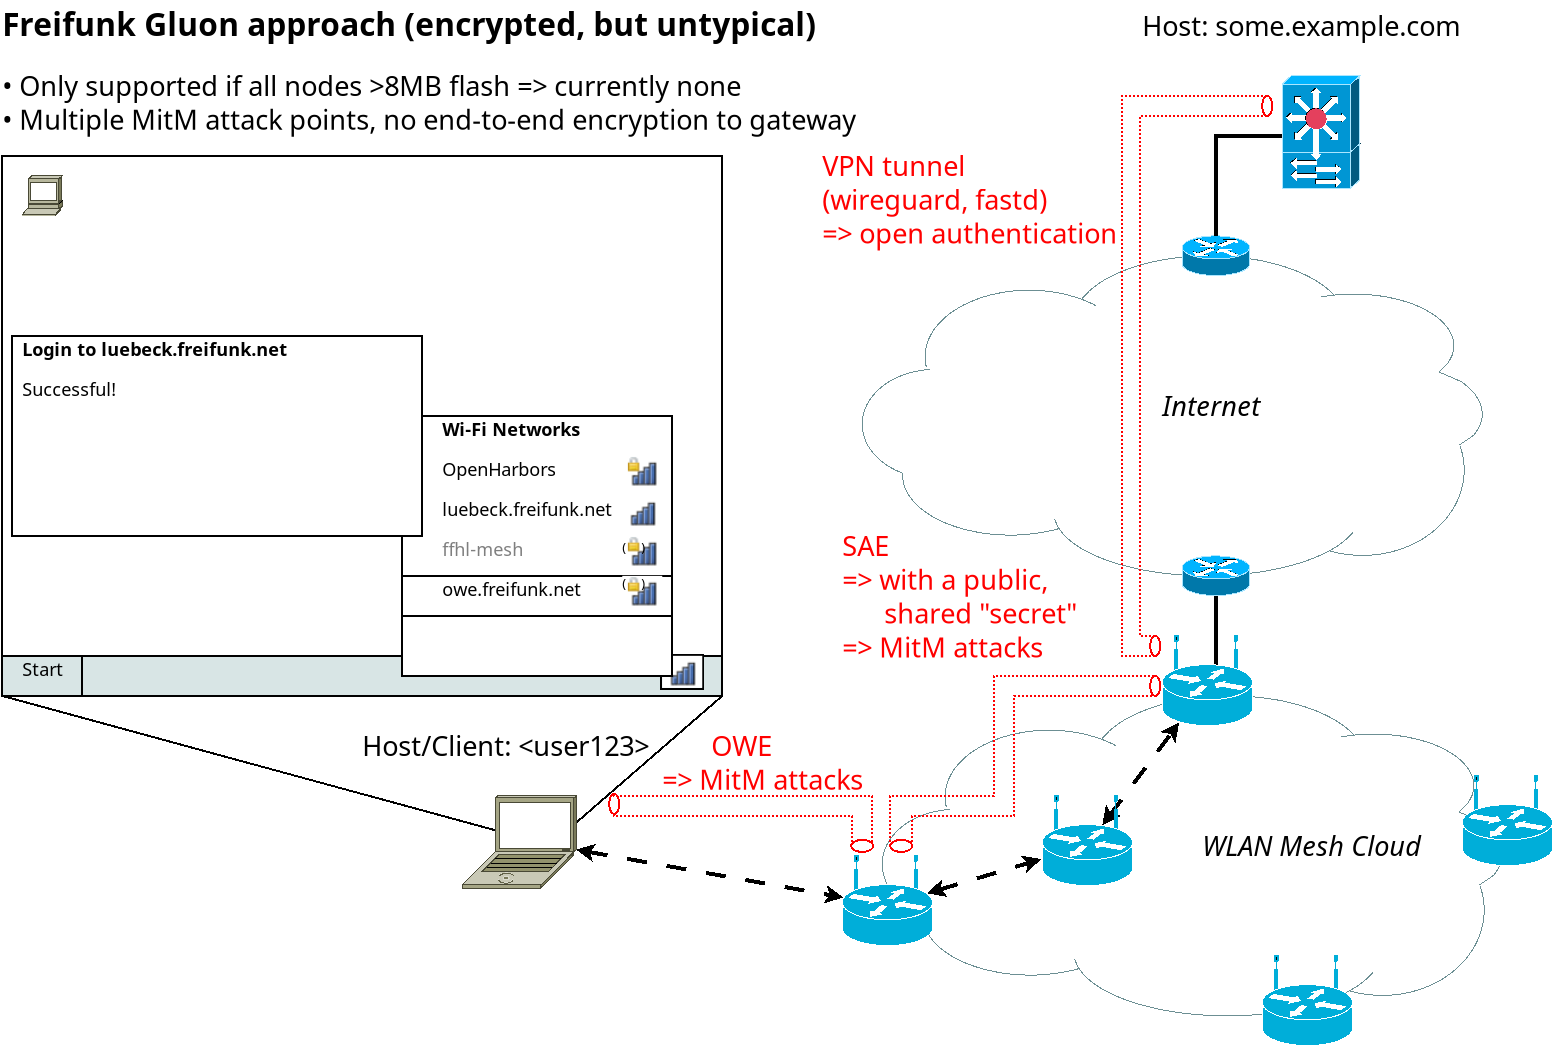 Freifunk Gluon approach (encrypted, but untypical)
Host: some.example.com
• Only supported if all nodes >8MB flash => currently none
• Multiple MitM attack points, no end-to-end encryption to gateway
VPN tunnel
(wireguard, fastd)
=> open authentication
Login to luebeck.freifunk.net
Successful!
Wi-Fi Networks
OpenHarbors
luebeck.freifunk.net
ffhl-mesh ( )
owe.freifunk.net ( )
Start
Internet
SAE
=> with a public,
shared "secret"
=> MitM attacks
Host/Client: <user123>
OWE
=> MitM attacks
WLAN Mesh Cloud